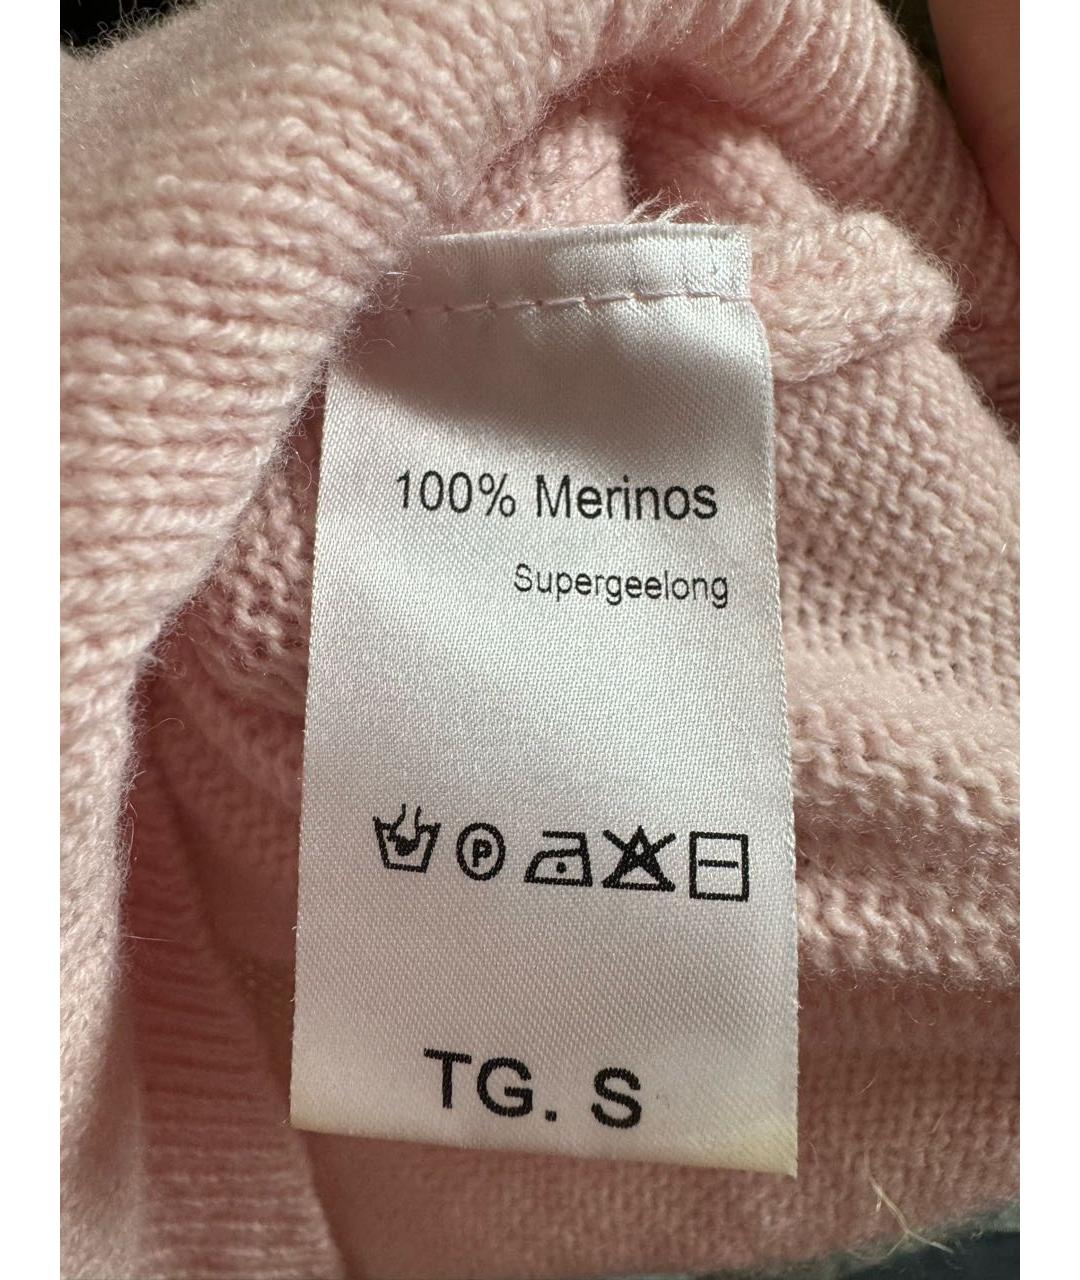 100% Merinos
Supergeelong
P
TG. S